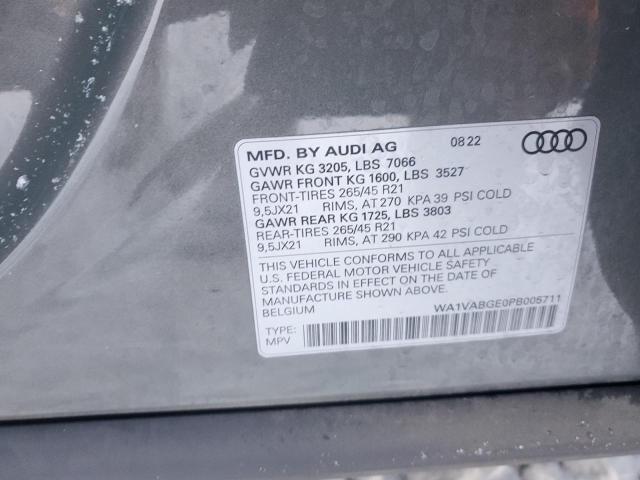 MFD. BY AUDI AG 08 22
GVWR KG 3205, LBS 7066
GAWR FRONT KG 1600, LBS 3527
FRONT-TIRES 265/45 R21
9,5JX21 RIMS, AT 270 KPA 39 PSI COLD
GAWR REAR KG 1725, LBS 3803
REAR-TIRES 265/45 R21
9,5JX21 RIMS, AT 290 KPA 42 PSI COLD
THIS VEHICLE CONFORMS TO ALL APPLICABLE
U.S. FEDERAL MOTOR VEHICLE SAFETY
STANDARDS IN EFFECT ON THE DATE OF
MANUFACTURE SHOWN ABOVE.
BELGIUM
WA1VABGE0PB005711
TYPE:
MPV